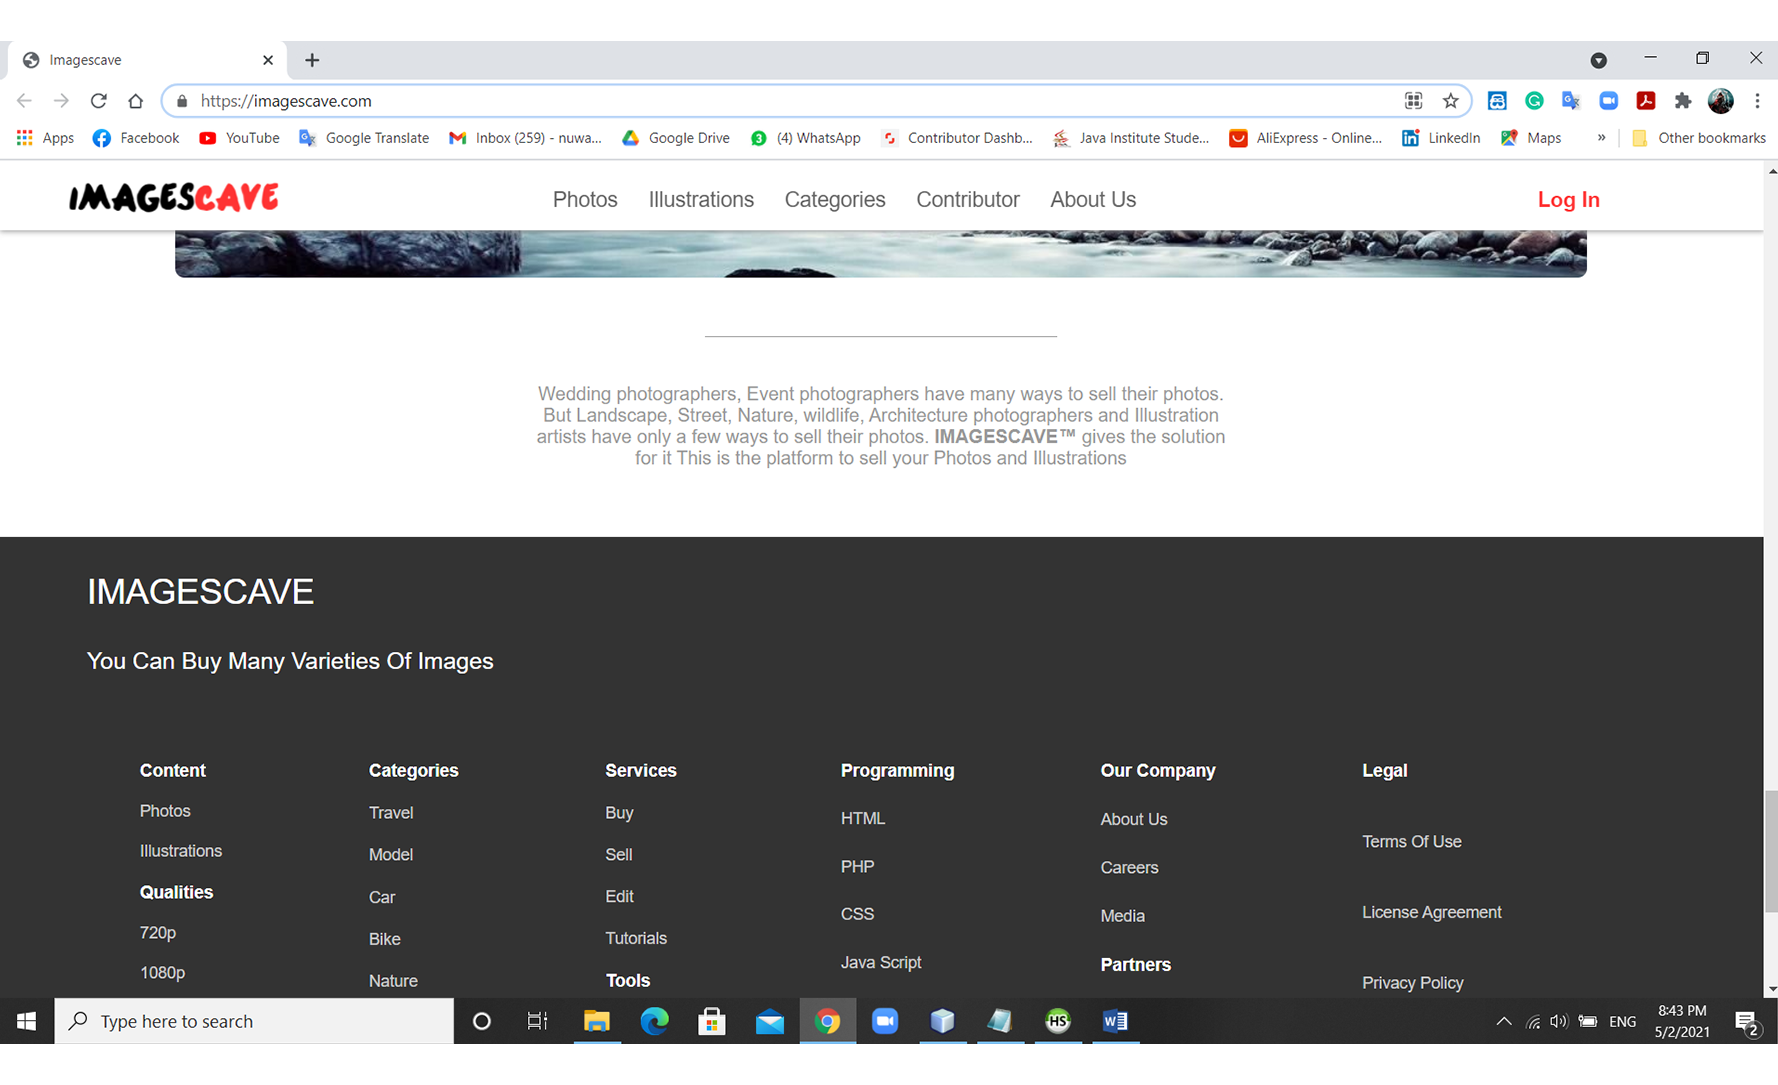 Imagescave
https://imagescave.com
Apps Facebook YouTube Google Translate Inbox (259) - nuwa... Google Drive 3 (4) WhatsApp Contributor Dashb... Java Institute Stude... AliExpress - Online... LinkedIn Maps » Other bookmarks
IMAGESCAVE Photos Illustrations Categories Contributor About Us Log In
Wedding photographers, Event photographers have many ways to sell their photos.
But Landscape, Street, Nature, wildlife, Architecture photographers and Illustration
artists have only a few ways to sell their photos. IMAGESCAVE™ gives the solution
for it This is the platform to sell your Photos and Illustrations
IMAGESCAVE
You Can Buy Many Varieties Of Images
Content
Photos
Illustrations
Qualities
720p
1080p
Categories
Travel
Model
Car
Bike
Nature
Services
Buy
Sell
Edit
Tutorials
Tools
Programming
HTML
PHP
CSS
Java Script
Our Company
About Us
Careers
Media
Partners
Legal
Terms Of Use
License Agreement
Privacy Policy
Type here to search
HS
W
ENG
8:43 PM
5/2/2021
2